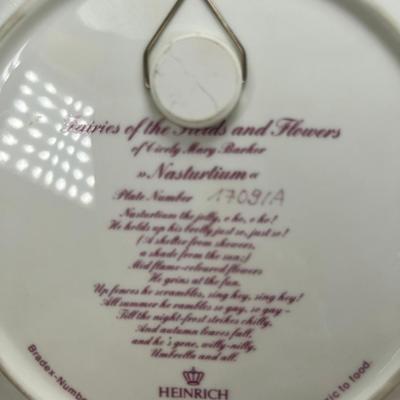 Fairies of the Fields and Flowers
of Cicely Mary Barker
»Nasturtium«
Plate Number 17091A
Nasturtium the jolly, o ho, o ho!
He holds up his brolly just so, just so!
(A shelter from showers,
a shade from the sun;)
Mid flame-coloured flowers
He grins at the fun.
Up fences he scrambles, sing hey, sing hey!
All summer he rambles so gay, so gay –
Till the night-frost strikes chilly,
And autumn leaves fall,
and he's gone, willy-nilly,
Umbrella and all.
HEINRICH
Bradex-Numbe
to food.